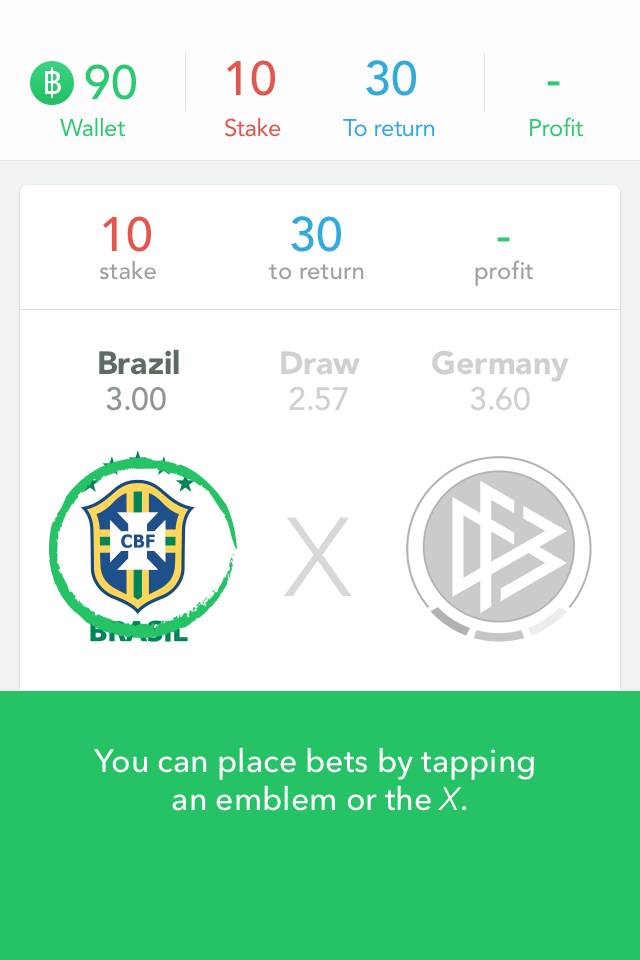 ฿ 90 10 30 -
Wallet Stake To return Profit
10 30 -
stake to return profit
Brazil Draw Germany
3.00 2.57 3.60
CBF
X
BRASIL
You can place bets by tapping
an emblem or the X.